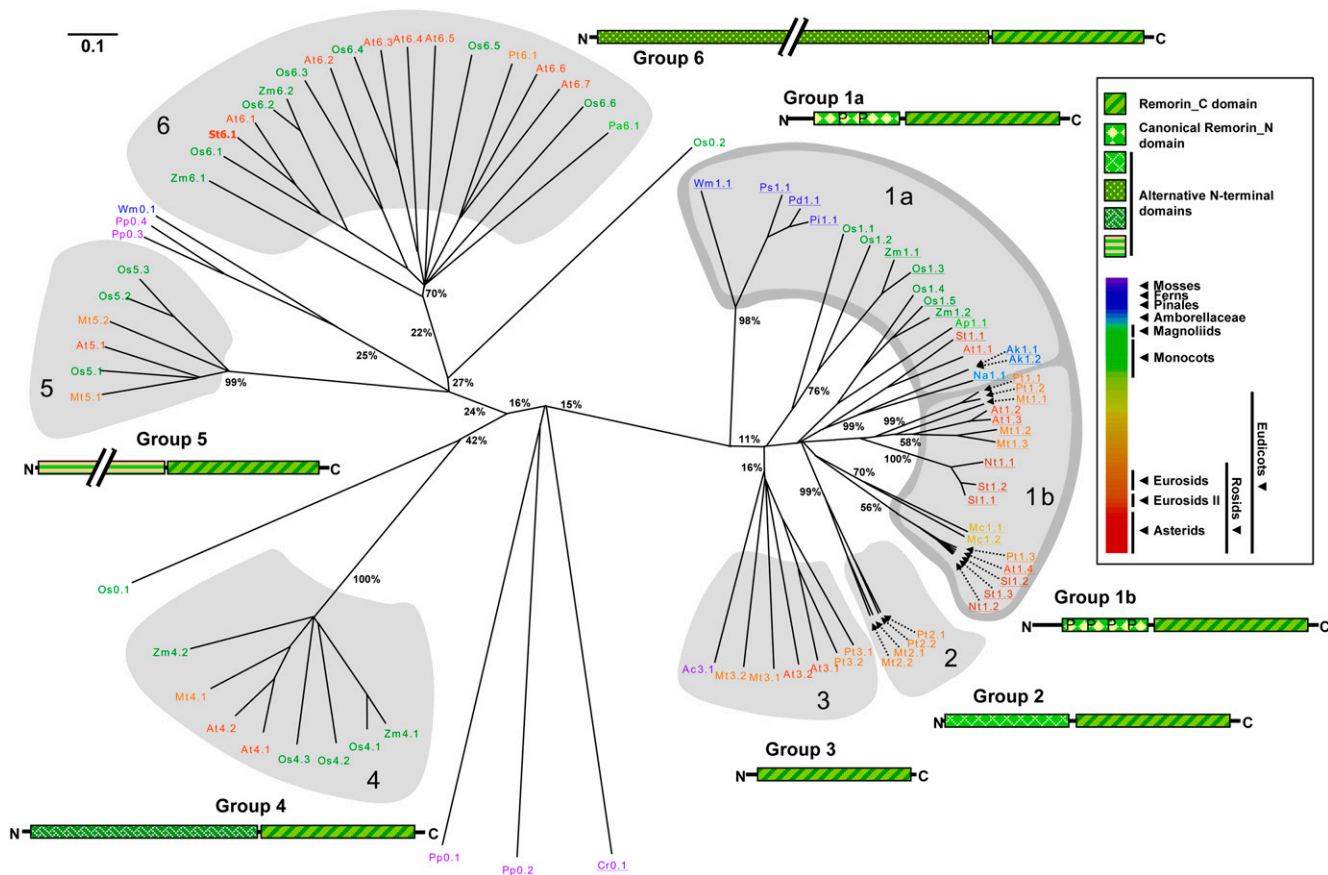 0.1
N
C
Group 6
At6.3
At6.4
At6.5
Os6.4
Os6.5
At6.2
Pt6.1
Os6.3
At6.6
Zm6.2
At6.7
Os6.2
6
Os6.6
At6.1
St6.1
Pa6.1
Os6.1
Zm6.1
Os0.2
Group 1a
N
P P
C
Remorin_C domain
Canonical Remorin_N
domain
Alternative N-terminal
domains
Mosses
Ferns
Pinales
Amborellaceae
Magnoliids
Monocots
Eurosids
Eurosids II
Asterids
Rosids
Eudicots
Wm0.1
Pp0.4
Pp0.3
Os5.3
Os5.2
Mt5.2
At5.1
Os5.1
Mt5.1
5
99%
70%
22%
25%
27%
24%
16%
15%
42%
Group 5
N
C
Wm1.1
Ps1.1
Pd1.1
Pi1.1
1a
Os1.1
Os1.2
Zm1.1
Os1.3
Os1.4
Os1.5
Zm1.2
Ap1.1
St1.1
At1.1
Ak1.1
Ak1.2
Na1.1
Pt1.1
Pt1.2
Mt1.1
At1.2
At1.3
Mt1.2
Mt1.3
Nt1.1
St1.2
Sl1.1
1b
Mc1.1
Mc1.2
Pt1.3
At1.4
Sl1.2
St1.3
Nt1.2
98%
76%
99%
99%
58%
100%
11%
70%
16%
99%
56%
Group 1b
N
P P P P
C
Os0.1
100%
Zm4.2
Mt4.1
At4.2
At4.1
Os4.3
Os4.2
Os4.1
Zm4.1
4
Group 4
N
C
Ac3.1
Mt3.2
Mt3.1
At3.2
At3.1
Pt3.1
Pt3.2
3
Pt2.1
Pt2.2
Mt2.1
Mt2.2
2
Group 2
N
C
Group 3
N
C
Pp0.1
Pp0.2
Cr0.1